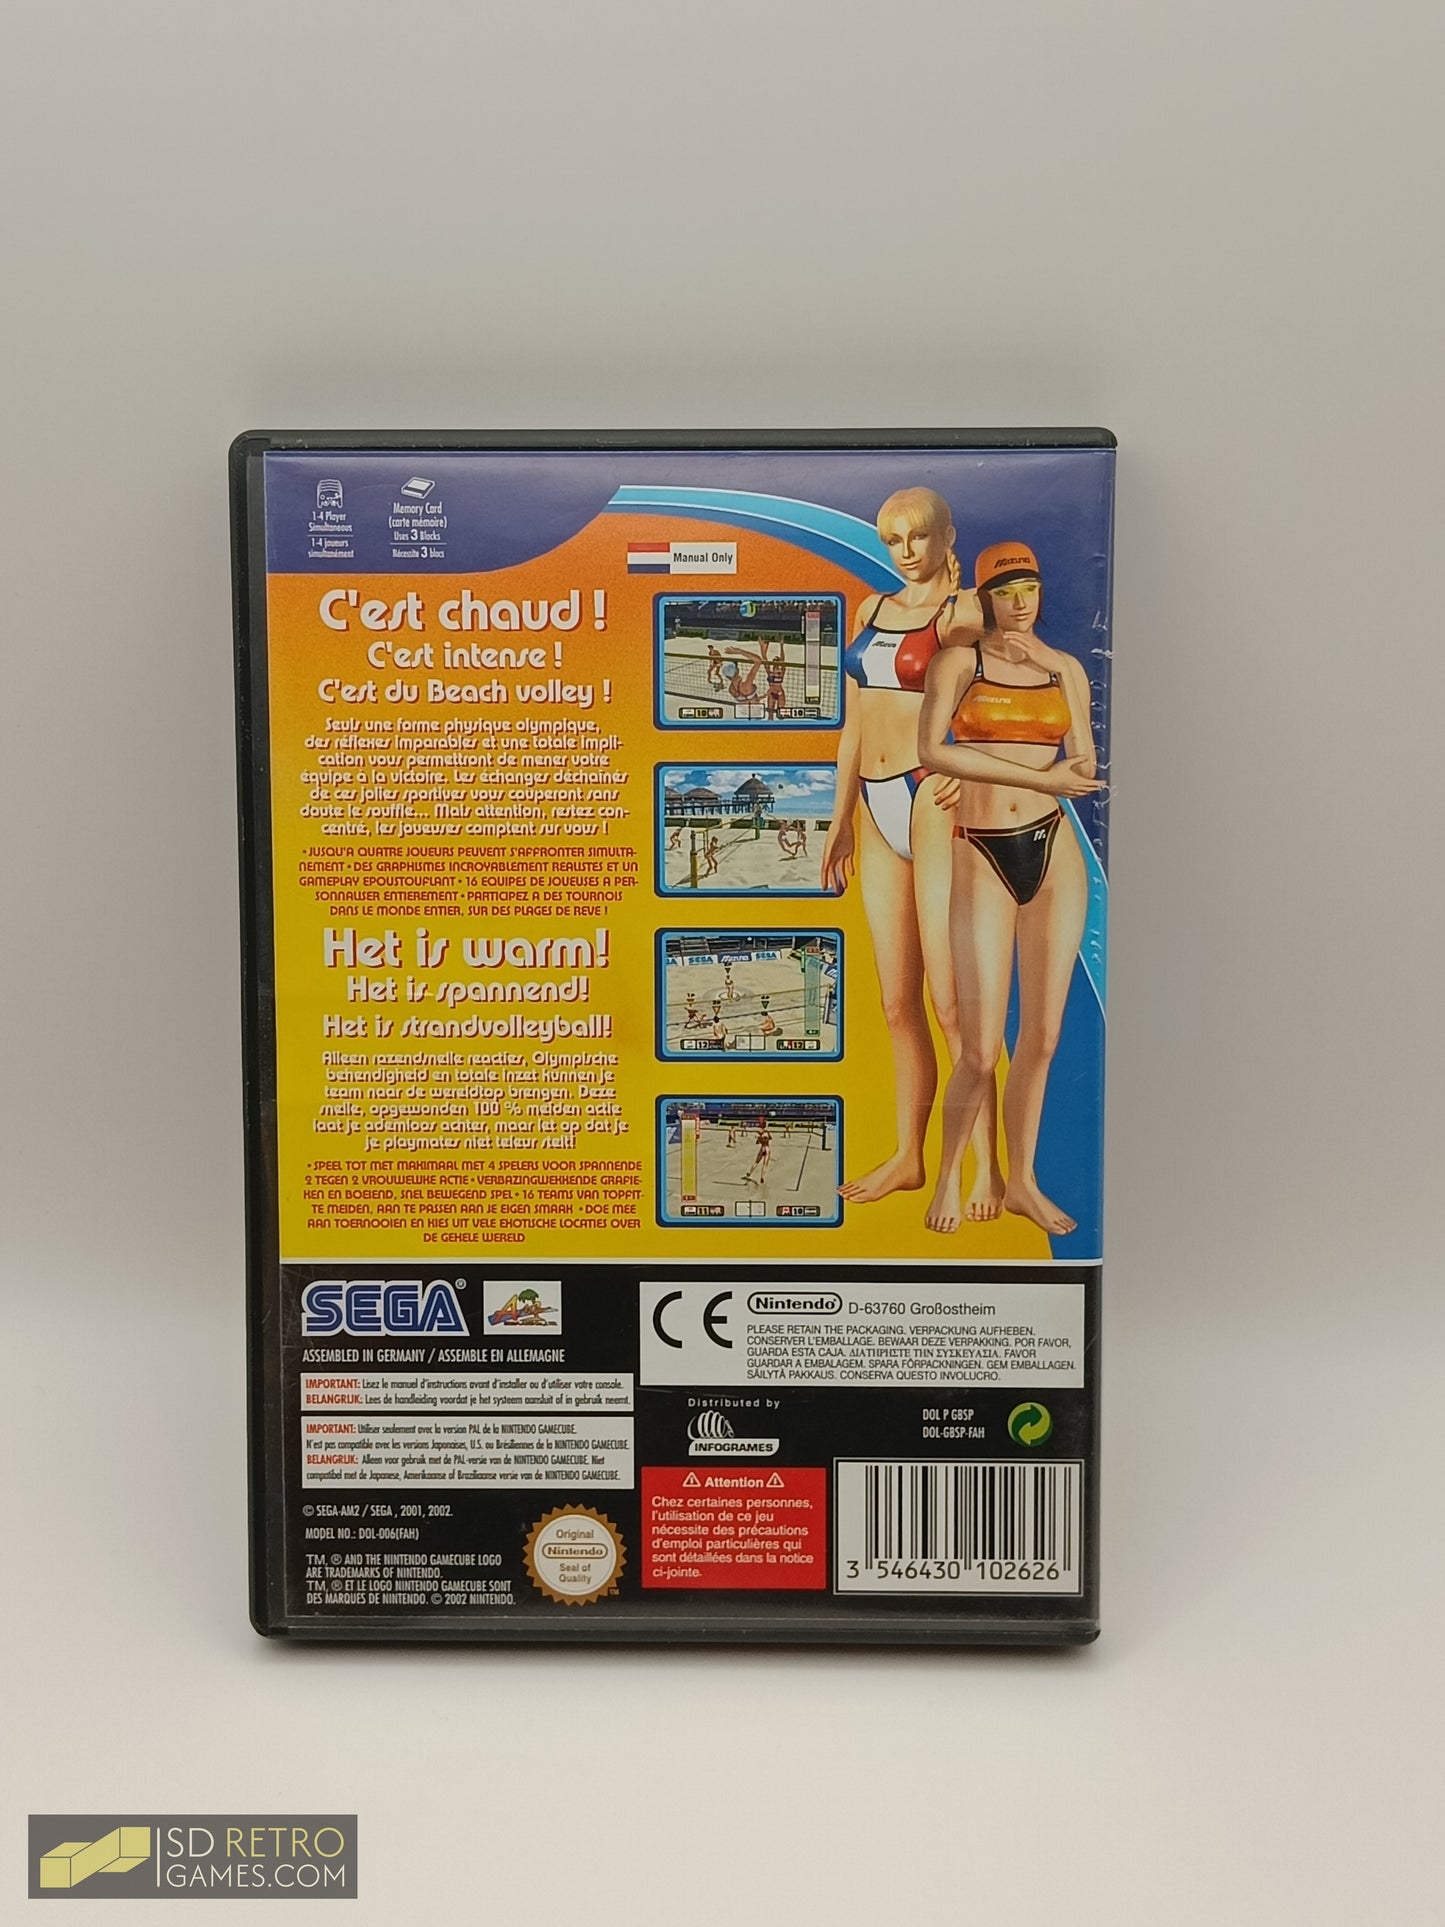 1-4 Player
Simultaneous
1-4 joueurs
simultanément
Memory Card
(carte mémoire)
Uses 3 Blocks
Nécessite 3 blocs
Manual Only
C'est chaud !
C'est intense !
C'est du Beach volley !
Seuls une forme physique olympique,
des réflexes imparables et une totale impli-
cation vous permettront de mener votre
équipe à la victoire. Les échanges déchaînés
de ces jolies sportives vous couperont sans
doute le souffle... Mais attention, restez con-
centré, les joueuses comptent sur vous !
• JUSQU'A QUATRE JOUEURS PEUVENT S'AFFRONTER SIMULTA-
NEMENT • DES GRAPHISMES INCROYABLEMENT REALISTES ET UN
GAMEPLAY EPOUSTOUFLANT • 16 EQUIPES DE JOUEUSES A PER-
SONNALISER ENTIEREMENT • PARTICIPEZ A DES TOURNOIS
DANS LE MONDE ENTIER, SUR DES PLAGES DE REVE !
Het is warm!
Het is spannend!
Het is strandvolleyball!
Alleen razendsnelle reacties, Olympische
behendigheid en totale inzet kunnen je
team naar de wereldtop brengen. Deze
snelle, opgewonden 100 % meiden actie
laat je ademloos achter, maar let op dat je
je playmates niet teleur stelt!
• SPEEL TOT MET MAXIMAAL MET 4 SPELERS VOOR SPANNENDE
2 TEGEN 2 VROUWELIJKE ACTIE • VERBAZINGWEKKENDE GRAFIE-
KEN EN BOEIEND, SNEL BEWEGEND SPEL • 16 TEAMS VAN TOPFIT-
TE MEIDEN, AAN TE PASSEN AAN JE EIGEN SMAAK • DOE MEE
AAN TOERNOOIEN EN KIES UIT VELE EXOTISCHE LOCATIES OVER
DE GEHELE WERELD
MIZUNO
MIZUNO
SEGA®
ASSEMBLED IN GERMANY / ASSEMBLE EN ALLEMAGNE
IMPORTANT: Lisez le manuel d'instructions avant d'installer ou d'utiliser votre console.
BELANGRIJK: Lees de handleiding voordat je het systeem aansluit of in gebruik neemt.
IMPORTANT: Utiliser seulement avec la version PAL de la NINTENDO GAMECUBE.
N'est pas compatible avec les versions Japonaises, U.S. ou Brésiliennes de la NINTENDO GAMECUBE.
BELANGRIJK: Alleen voor gebruik met de PAL-versie van de NINTENDO GAMECUBE. Niet
compatibel met de Japanese, Amerikaanse of Braziliaanse versie van de NINTENDO GAMECUBE.
© SEGA-AM2 / SEGA, 2001, 2002.
MODEL NO.: DOL-006(FAH)
TM, ® AND THE NINTENDO GAMECUBE LOGO
ARE TRADEMARKS OF NINTENDO.
TM, ® ET LE LOGO NINTENDO GAMECUBE SONT
DES MARQUES DE NINTENDO. © 2002 NINTENDO.
Original
Nintendo
Seal of
Quality
TM
CE
Nintendo® D-63760 Großostheim
PLEASE RETAIN THE PACKAGING. VERPACKUNG AUFHEBEN.
CONSERVER L'EMBALLAGE. BEWAAR DEZE VERPAKKING. POR FAVOR,
GUARDA ESTA CAJA. ΔΙΑΤΗΡΗΣΤΕ ΤΗΝ ΣΥΣΚΕΥΑΣΙΑ. FAVOR
GUARDAR A EMBALAGEM. SPARA FÖRPACKNINGEN. GEM EMBALLAGEN.
SÄILYTÄ PAKKAUS. CONSERVA QUESTO INVOLUCRO.
Distributed by
INFOGRAMES
DOL P GBSP
DOL-GBSP-FAH
⚠ Attention ⚠
Chez certaines personnes,
l'utilisation de ce jeu
nécessite des précautions
d'emploi particulières qui
sont détaillées dans la notice
ci-jointe.
3 546430 102626
SD RETRO
GAMES.COM